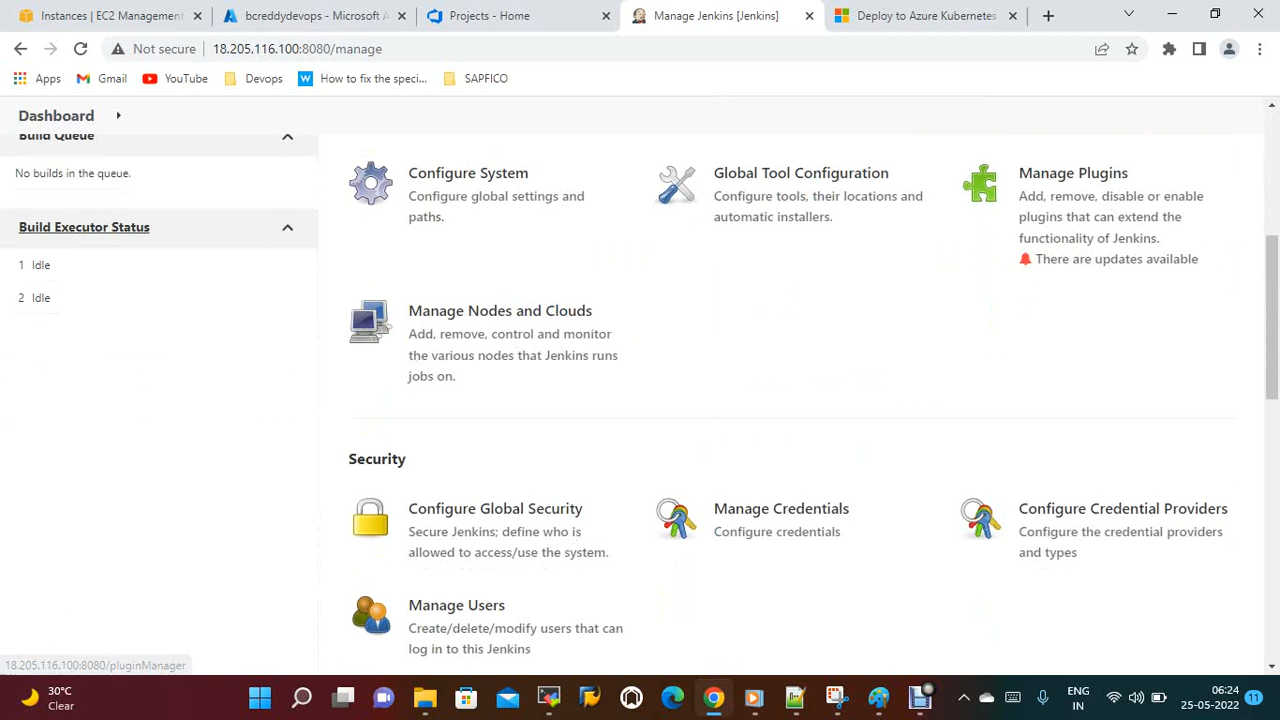 Instances | EC2 Management
bcreddydevops - Microsoft A
Projects - Home
Manage Jenkins [Jenkins]
Deploy to Azure Kubernetes
Not secure
18.205.116.100:8080/manage
Apps
Gmail
YouTube
Devops
How to fix the speci...
SAPFICO
Dashboard
Build Queue
No builds in the queue.
Build Executor Status
1 Idle
2 Idle
Configure System
Configure global settings and
paths.
Global Tool Configuration
Configure tools, their locations and
automatic installers.
Manage Plugins
Add, remove, disable or enable
plugins that can extend the
functionality of Jenkins.
There are updates available
Manage Nodes and Clouds
Add, remove, control and monitor
the various nodes that Jenkins runs
jobs on.
Security
Configure Global Security
Secure Jenkins; define who is
allowed to access/use the system.
Manage Credentials
Configure credentials
Configure Credential Providers
Configure the credential providers
and types
Manage Users
Create/delete/modify users that can
log in to this Jenkins
18.205.116.100:8080/pluginManager
30°C
Clear
ENG
IN
06:24
25-05-2022
11